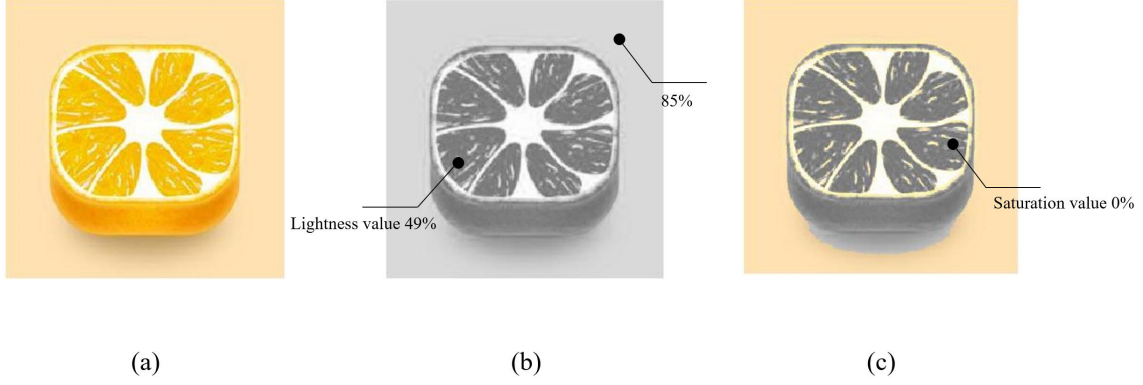 85%
Lightness value 49%
Saturation value 0%
(a)
(b)
(c)